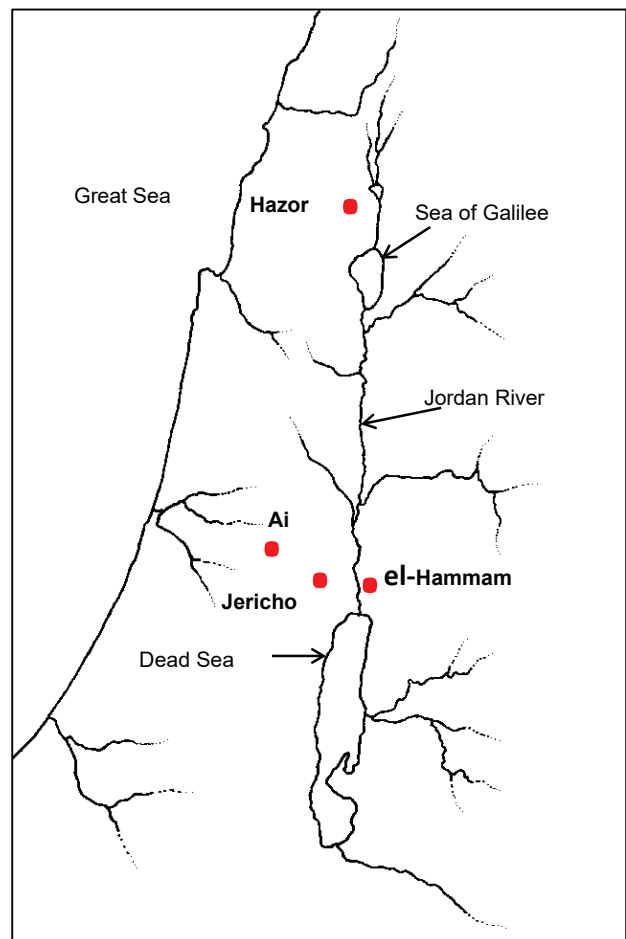 Great Sea
Hazor
Sea of Galilee
Jordan River
Ai
el-Hammam
Jericho
Dead Sea